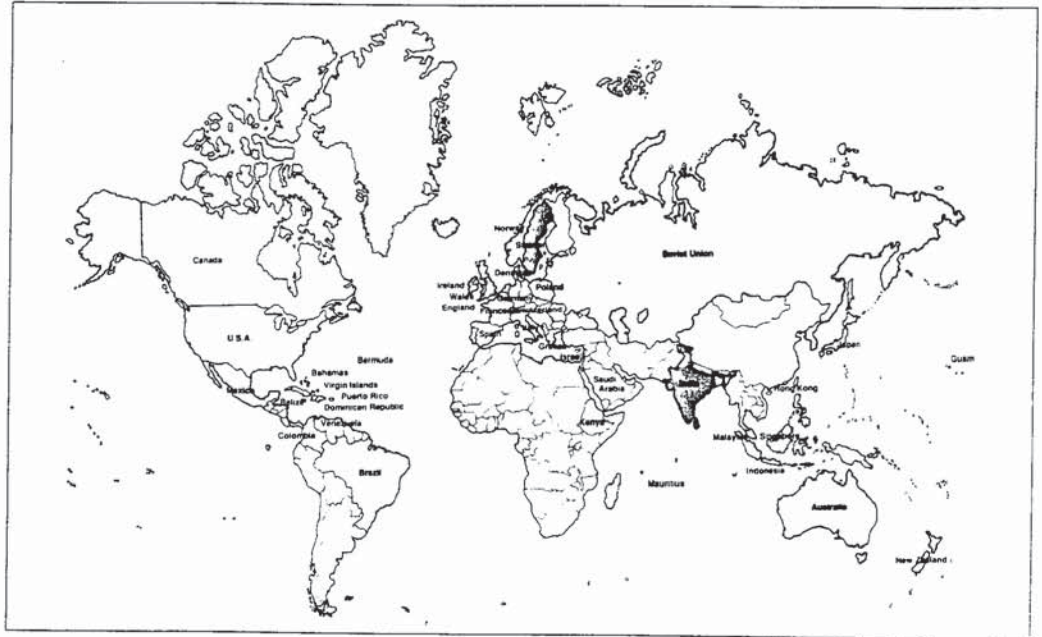 Norway
Sweden
Canada
Soviet Union
Denmark
Ireland
Poland
Wales
Germany
England
France
Switzerland
U.S.A
Spain
Italy
Japan
Greece
Bermuda
Israel
Guam
Bahamas
Saudi
Arabia
India
Hong Kong
Mexico
Virgin Islands
Belize
Puerto Rico
Dominican Republic
Venezuela
Kenya
Colombia
Malaysia
Singapore
Brazil
Indonesia
Mauritius
Australia
New Zealand